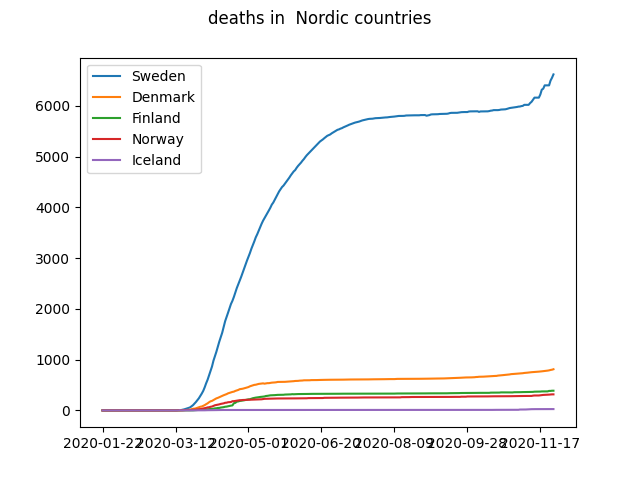 deaths in  Nordic countries
Sweden
Denmark
Finland
Norway
Iceland
6000
5000
4000
3000
2000
1000
0
2020-01-22
2020-03-12
2020-05-01
2020-06-20
2020-08-09
2020-09-28
2020-11-17